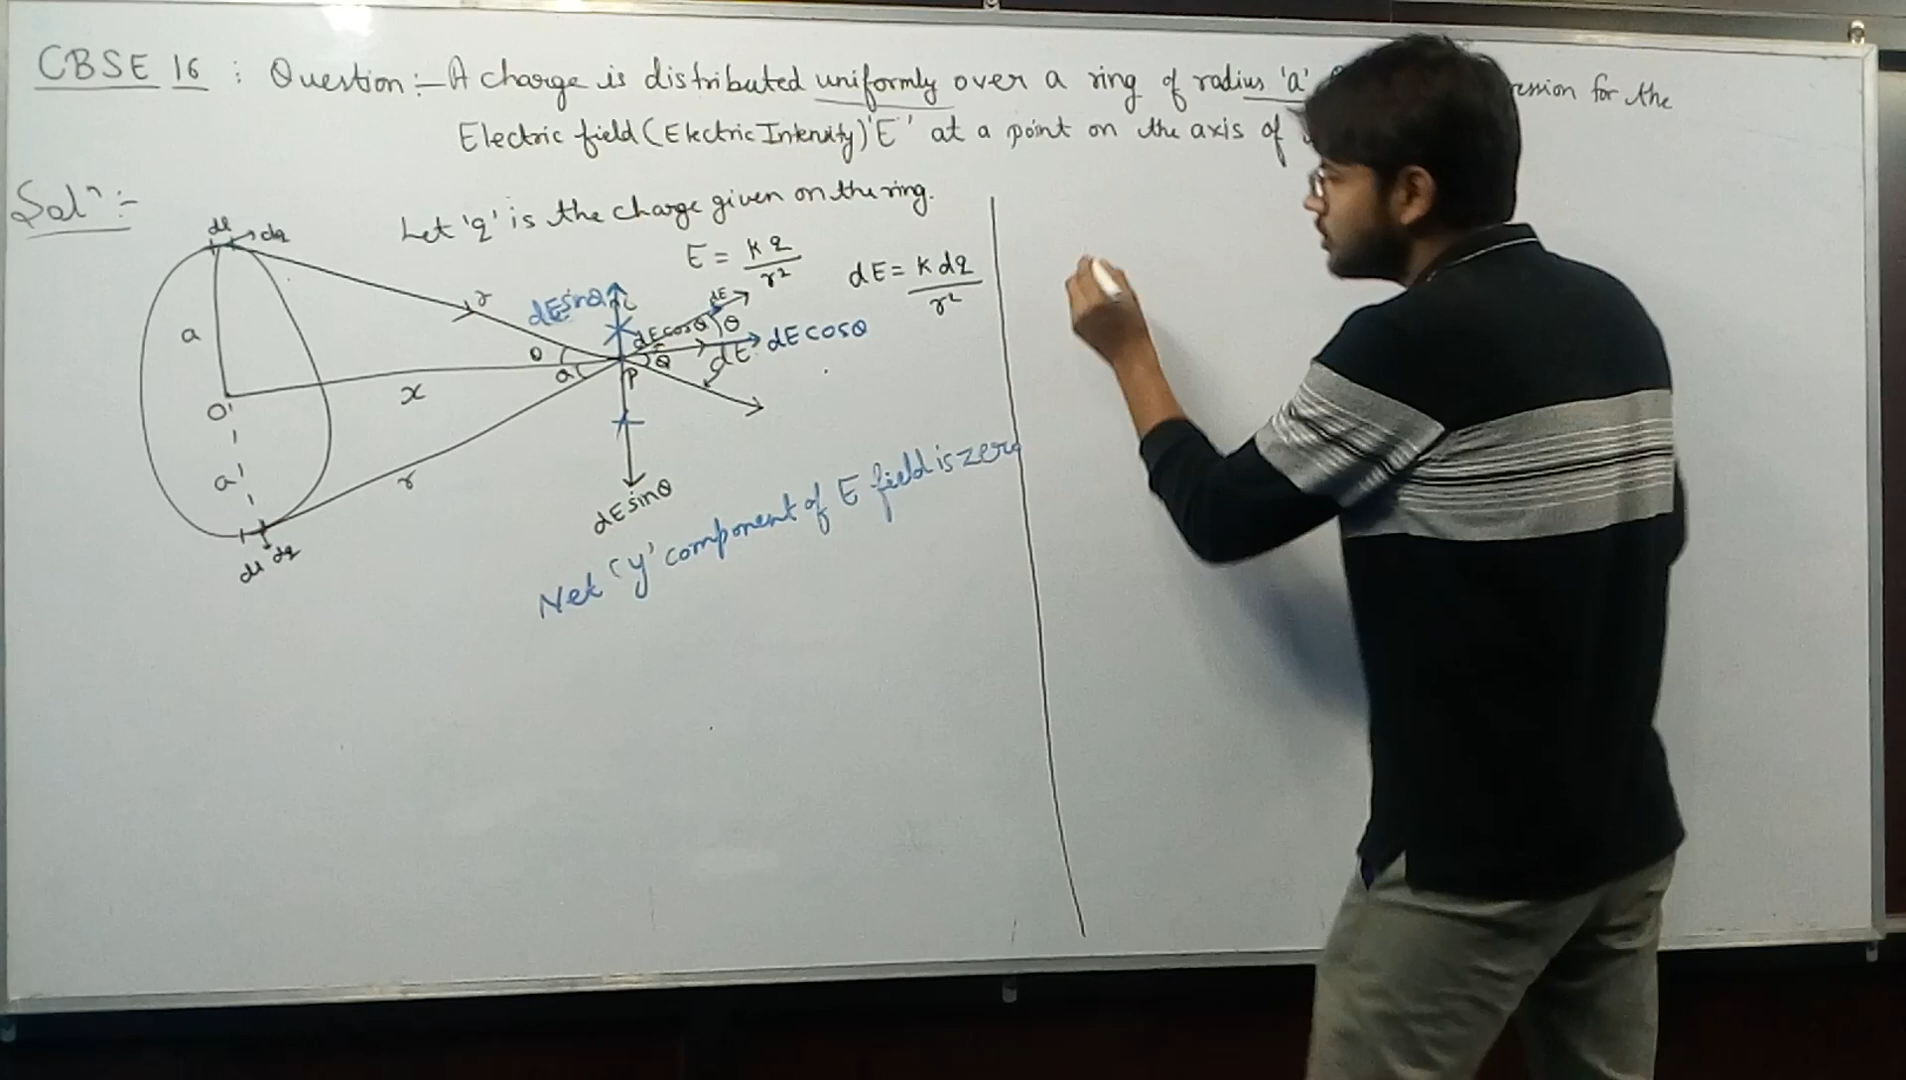 CBSE 16 : Question :- A charge is distributed uniformly over a ring of radius 'a' for the
Electric field (Electric Intensity) 'E' at a point on the axis of
Solⁿ :-
Let 'q' is the charge given on the ring.
E = kq/r²
dE = k dq/r²
dl dq
r
a
dE sinθ
dE
dE cosθ
θ
dE cosθ
θ
θ
θ
P
dE
x
O
a
r
dE sinθ
dl dq
Net 'y' component of E field is zero